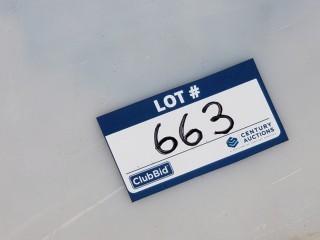 LOT #
663
ClubBid
CENTURY
AUCTIONS